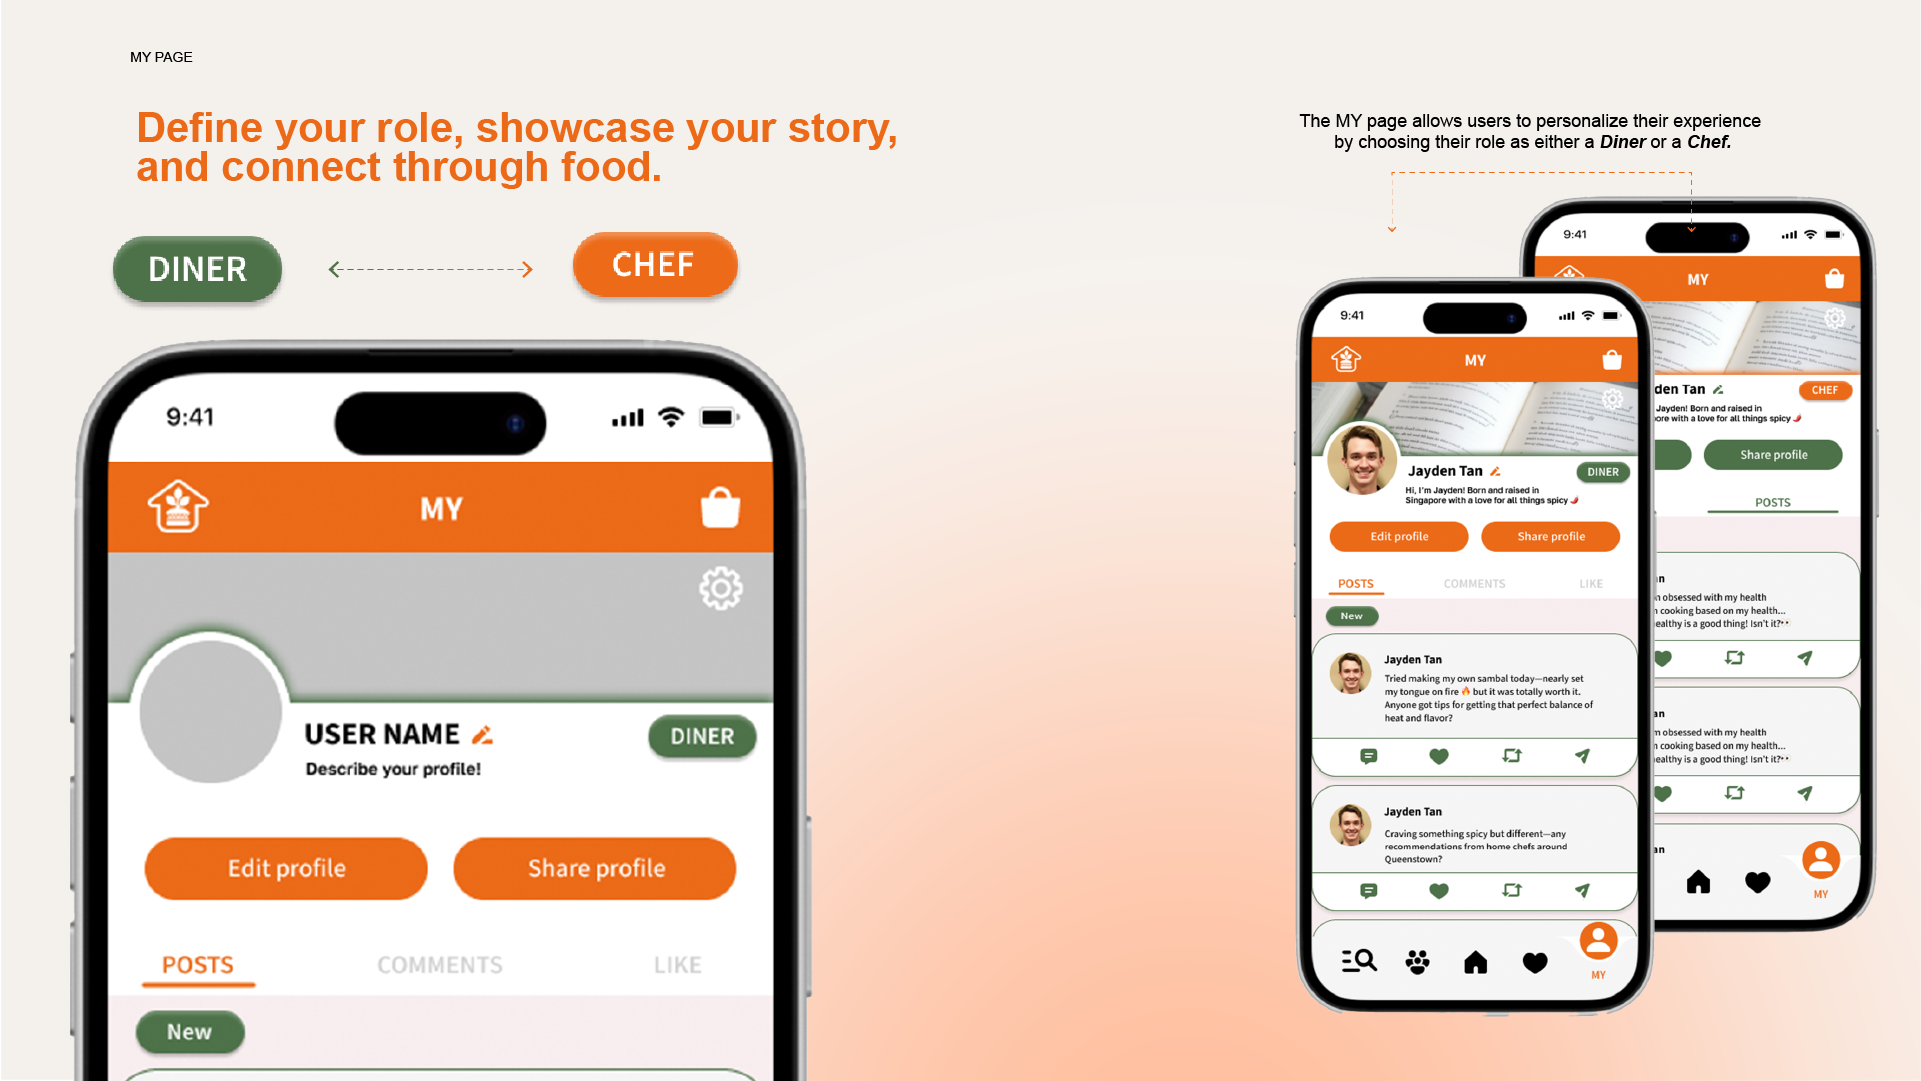 MY PAGE
Define your role, showcase your story,
and connect through food.
DINER
CHEF
9:41
MY
USER NAME
Describe your profile!
DINER
Edit profile
Share profile
POSTS
COMMENTS
LIKE
New
The MY page allows users to personalize their experience
by choosing their role as either a Diner or a Chef.
9:41
MY
Jayden Tan
DINER
Hi, I'm Jayden! Born and raised in
Singapore with a love for all things spicy 🌶️
Edit profile
Share profile
POSTS
COMMENTS
LIKE
New
Jayden Tan
Tried making my own sambal today—nearly set
my tongue on fire 🔥 but it was totally worth it.
Anyone got tips for getting that perfect balance of
heat and flavor?
Jayden Tan
Craving something spicy but different—any
recommendations from home chefs around
Queenstown?
MY
9:41
MY
den Tan
CHEF
Jayden! Born and raised in
ore with a love for all things spicy 🌶️
Share profile
POSTS
an
m obsessed with my health
n cooking based on my health...
healthy is a good thing! Isn't it?👀
an
m obsessed with my health
n cooking based on my health...
healthy is a good thing! Isn't it?👀
an
MY